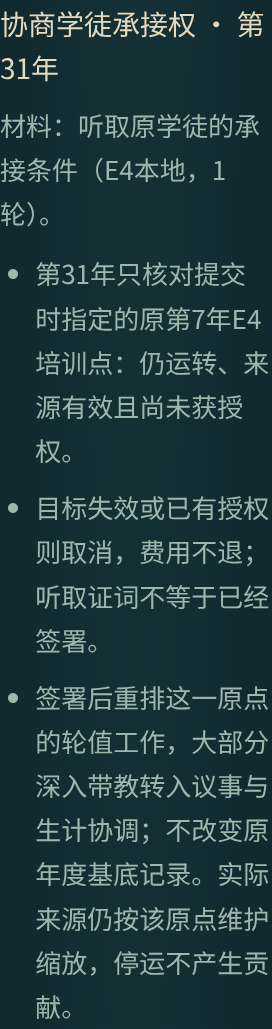 协商学徒承接权 · 第
31年
材料：听取原学徒的承
接条件（E4本地，1
轮）。
第31年只核对提交
时指定的原第7年E4
培训点：仍运转、来
源有效且尚未获授
权。
目标失效或已有授权
则取消，费用不退；
听取证词不等于已经
签署。
签署后重排这一原点
的轮值工作，大部分
深入带教转入议事与
生计协调；不改变原
年度基底记录。实际
来源仍按该原点维护
缩放，停运不产生贡
献。